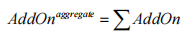 AddOn^aggregate = ∑AddOn